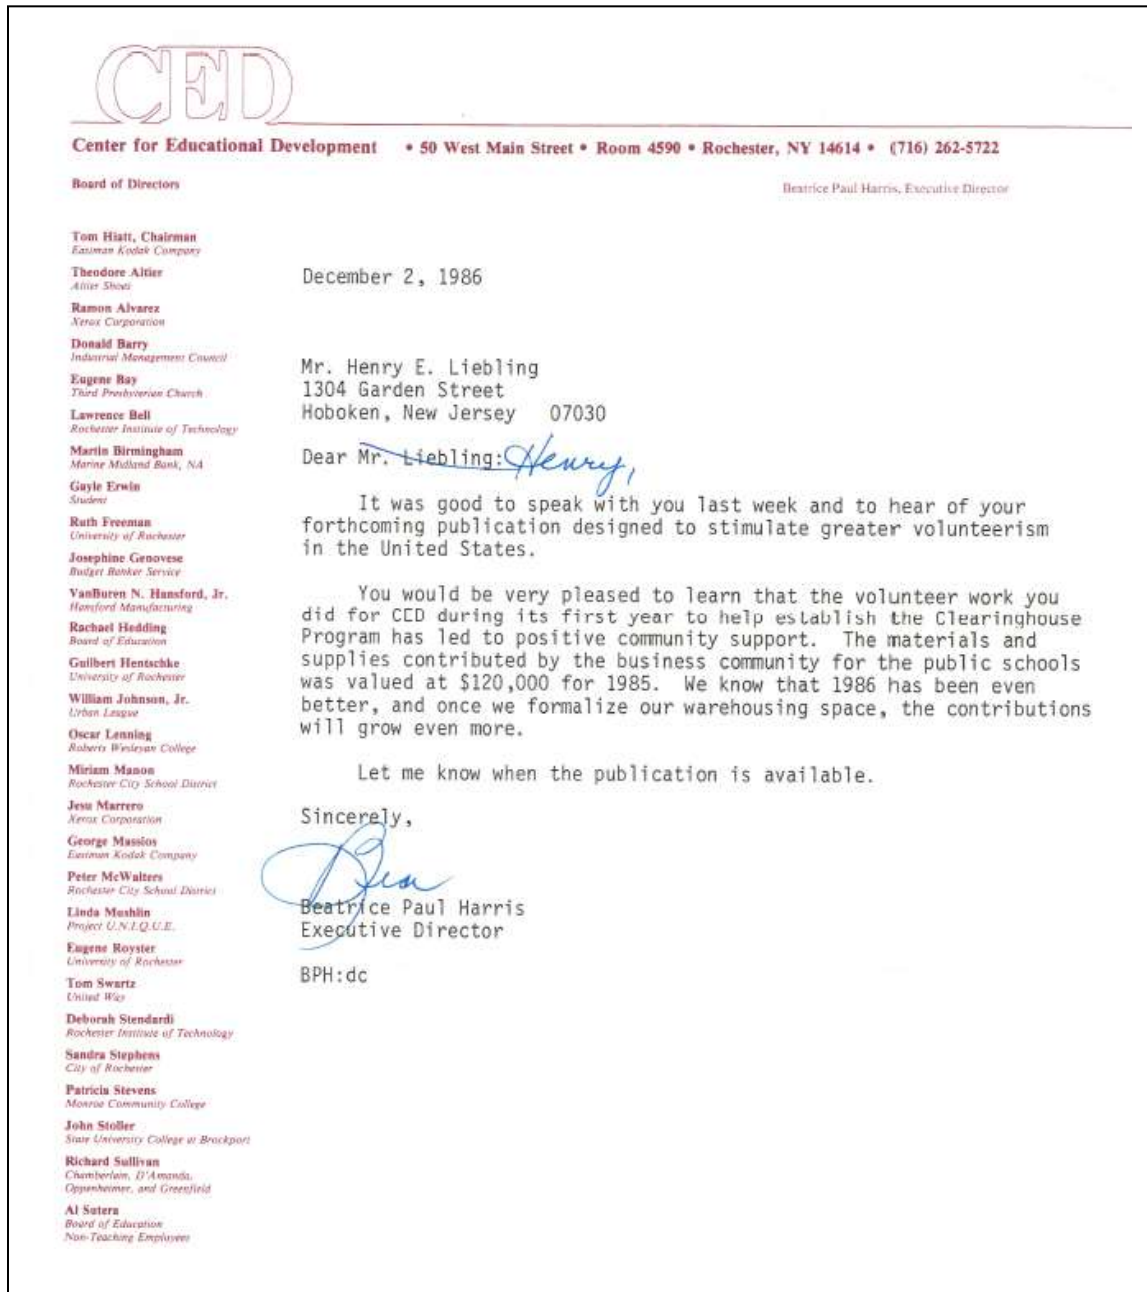 CED
Center for Educational Development • 50 West Main Street • Room 4590 • Rochester, NY 14614 • (716) 262-5722
Board of Directors
Beatrice Paul Harris, Executive Director
Tom Hiatt, Chairman
Eastman Kodak Company
Theodore Altier
Altier Shoes
Ramon Alvarez
Xerox Corporation
Donald Barry
Industrial Management Council
Eugene Bay
Third Presbyterian Church
Lawrence Bell
Rochester Institute of Technology
Martin Birmingham
Marine Midland Bank, NA
Gayle Erwin
Student
Ruth Freeman
University of Rochester
Josephine Genovese
Budget Banker Service
VanBuren N. Hansford, Jr.
Hansford Manufacturing
Rachael Hedding
Board of Education
Guilbert Hentschke
University of Rochester
William Johnson, Jr.
Urban League
Oscar Lenning
Roberts Wesleyan College
Miriam Manon
Rochester City School District
Jesu Marrero
Xerox Corporation
George Massios
Eastman Kodak Company
Peter McWalters
Rochester City School District
Linda Mushlin
Project U.N.I.Q.U.E.
Eugene Royster
University of Rochester
Tom Swartz
United Way
Deborah Stendardi
Rochester Institute of Technology
Sandra Stephens
City of Rochester
Patricia Stevens
Monroe Community College
John Stoller
State University College at Brockport
Richard Sullivan
Chamberlain, D'Amanda,
Oppenheimer, and Greenfield
Al Sutera
Board of Education
Non-Teaching Employees
December 2, 1986
Mr. Henry E. Liebling
1304 Garden Street
Hoboken, New Jersey 07030
Dear Mr. Liebling: Henry,
It was good to speak with you last week and to hear of your
forthcoming publication designed to stimulate greater volunteerism
in the United States.
You would be very pleased to learn that the volunteer work you
did for CED during its first year to help establish the Clearinghouse
Program has led to positive community support. The materials and
supplies contributed by the business community for the public schools
was valued at $120,000 for 1985. We know that 1986 has been even
better, and once we formalize our warehousing space, the contributions
will grow even more.
Let me know when the publication is available.
Sincerely,
Bea
Beatrice Paul Harris
Executive Director
BPH:dc